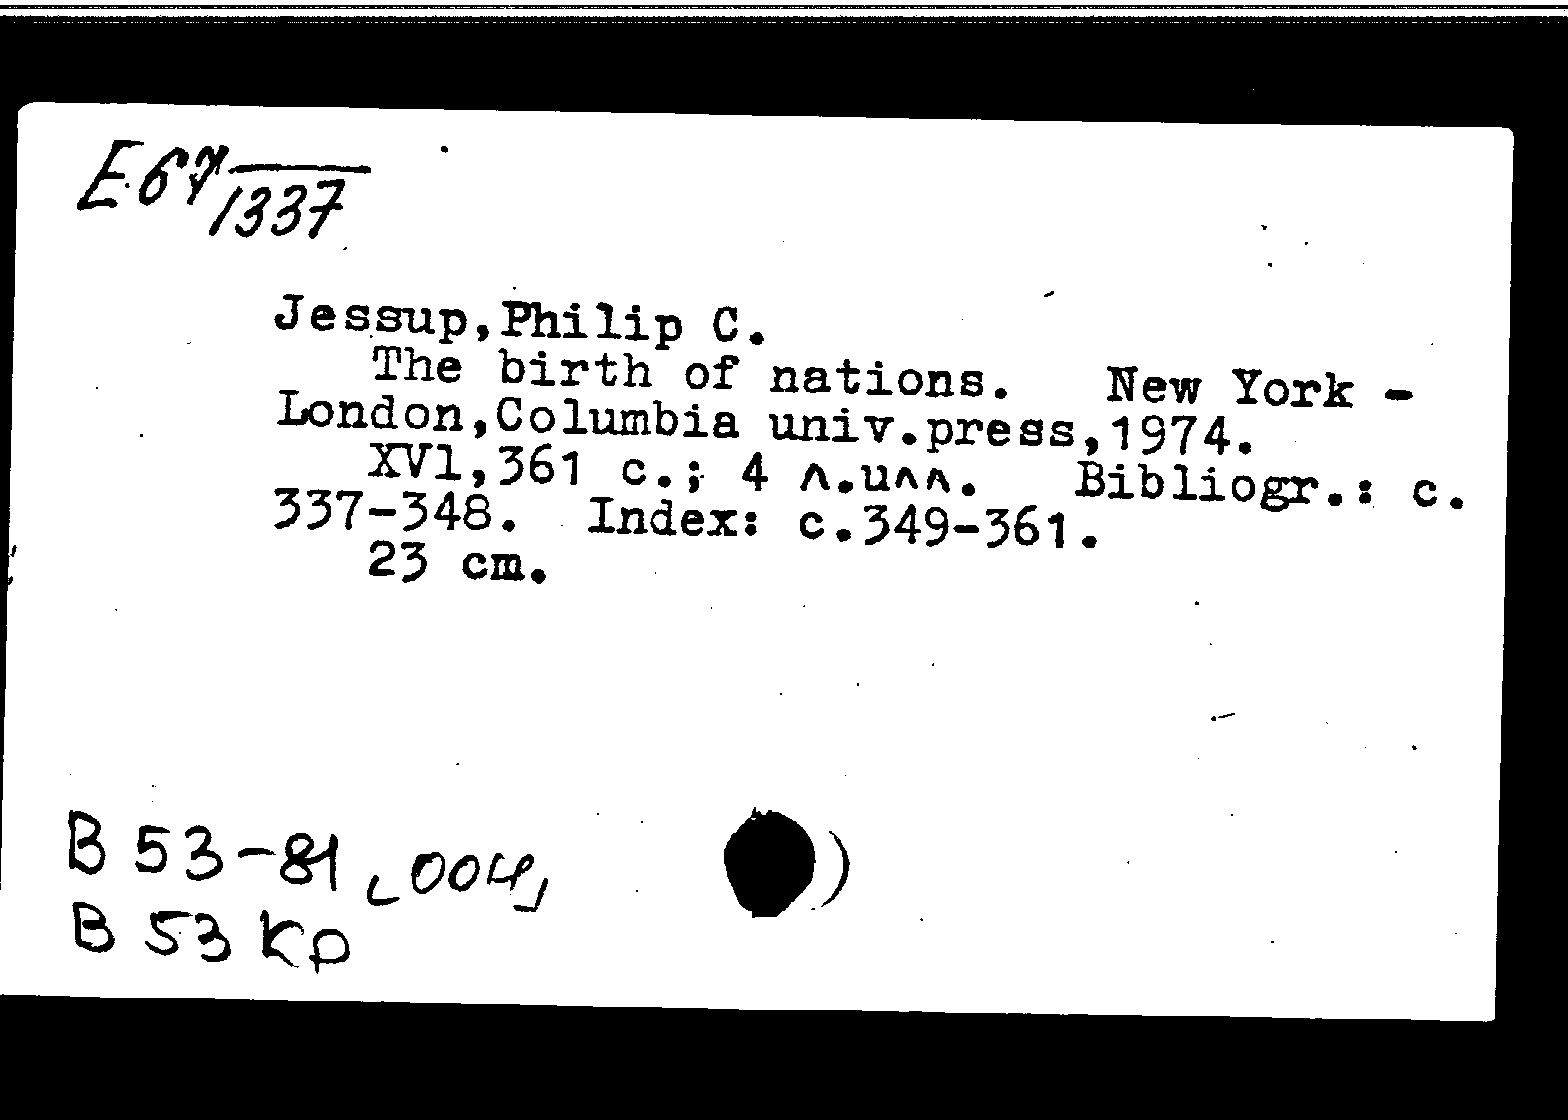 E67/1337
Jessup,Philip C.
The birth of nations. New York -
London,Columbia univ.press,1974.
XVl,361 c.; 4 ʌ.uʌʌ. Bibliogr.: c.
337-348. Index: c.349-361.
23 cm.
B 53-81 ⌞004⌟
B 53 Kp